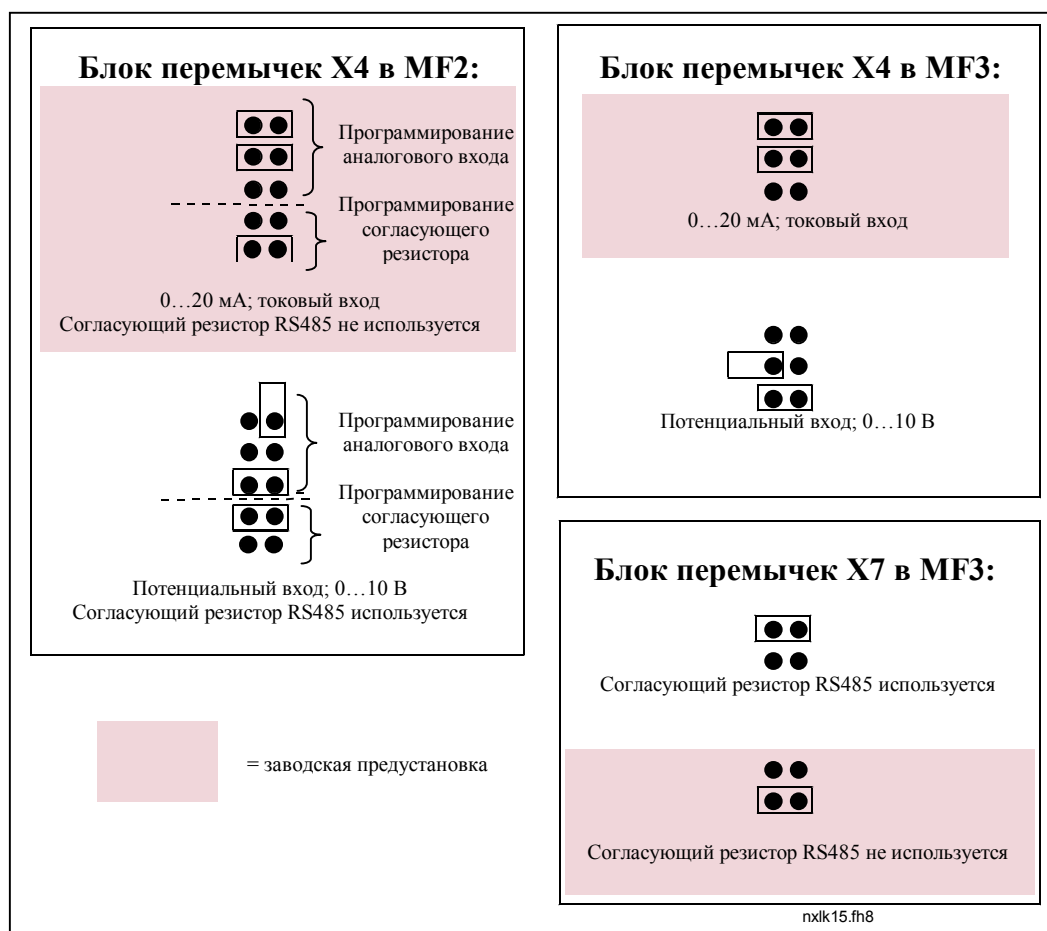 Блок перемычек X4 в MF2:
Программирование
аналогового входа
Программирование
согласующего
резистора
0…20 мА; токовый вход
Согласующий резистор RS485 не используется
Программирование
аналогового входа
Программирование
согласующего
резистора
Потенциальный вход; 0…10 В
Согласующий резистор RS485 используется
= заводская предустановка
Блок перемычек X4 в MF3:
0…20 мА; токовый вход
Потенциальный вход; 0…10 В
Блок перемычек X7 в MF3:
Согласующий резистор RS485 используется
Согласующий резистор RS485 не используется
nxlk15.fh8